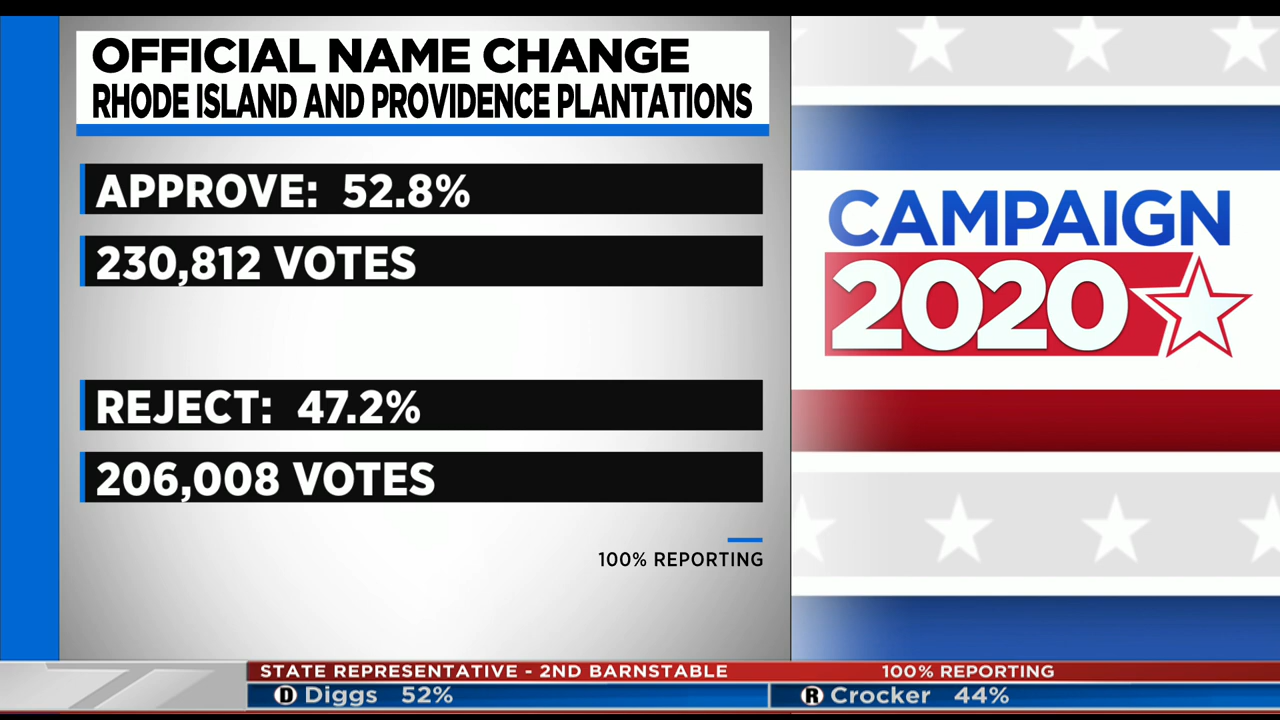 OFFICIAL NAME CHANGE
RHODE ISLAND AND PROVIDENCE PLANTATIONS
APPROVE: 52.8%
230,812 VOTES
REJECT: 47.2%
206,008 VOTES
100% REPORTING
CAMPAIGN
2020
STATE REPRESENTATIVE - 2ND BARNSTABLE 100% REPORTING
D Diggs 52% R Crocker 44%